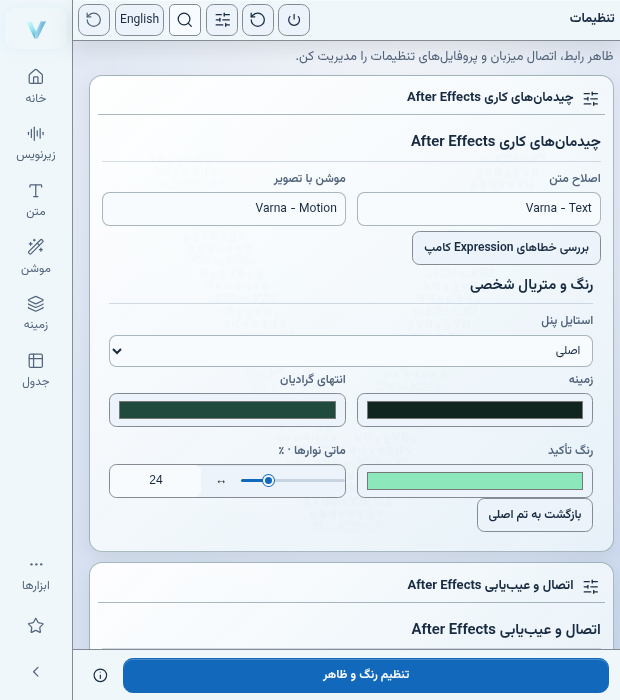 تنظیمات
English
ظاهر رابط، اتصال میزبان و پروفایل‌های تنظیمات را مدیریت کن.
خانه
زیرنویس
متن
موشن
زمینه
جدول
ابزارها
چیدمان‌های کاری After Effects
چیدمان‌های کاری After Effects
اصلاح متن
موشن با تصویر
Varna - Text
Varna - Motion
بررسی خطاهای Expression کامپ
رنگ و متریال شخصی
استایل پنل
اصلی
زمینه
انتهای گرادیان
رنگ تأکید
ماتی نوارها · ٪
24
بازگشت به تم اصلی
اتصال و عیب‌یابی After Effects
اتصال و عیب‌یابی After Effects
تنظیم رنگ و ظاهر